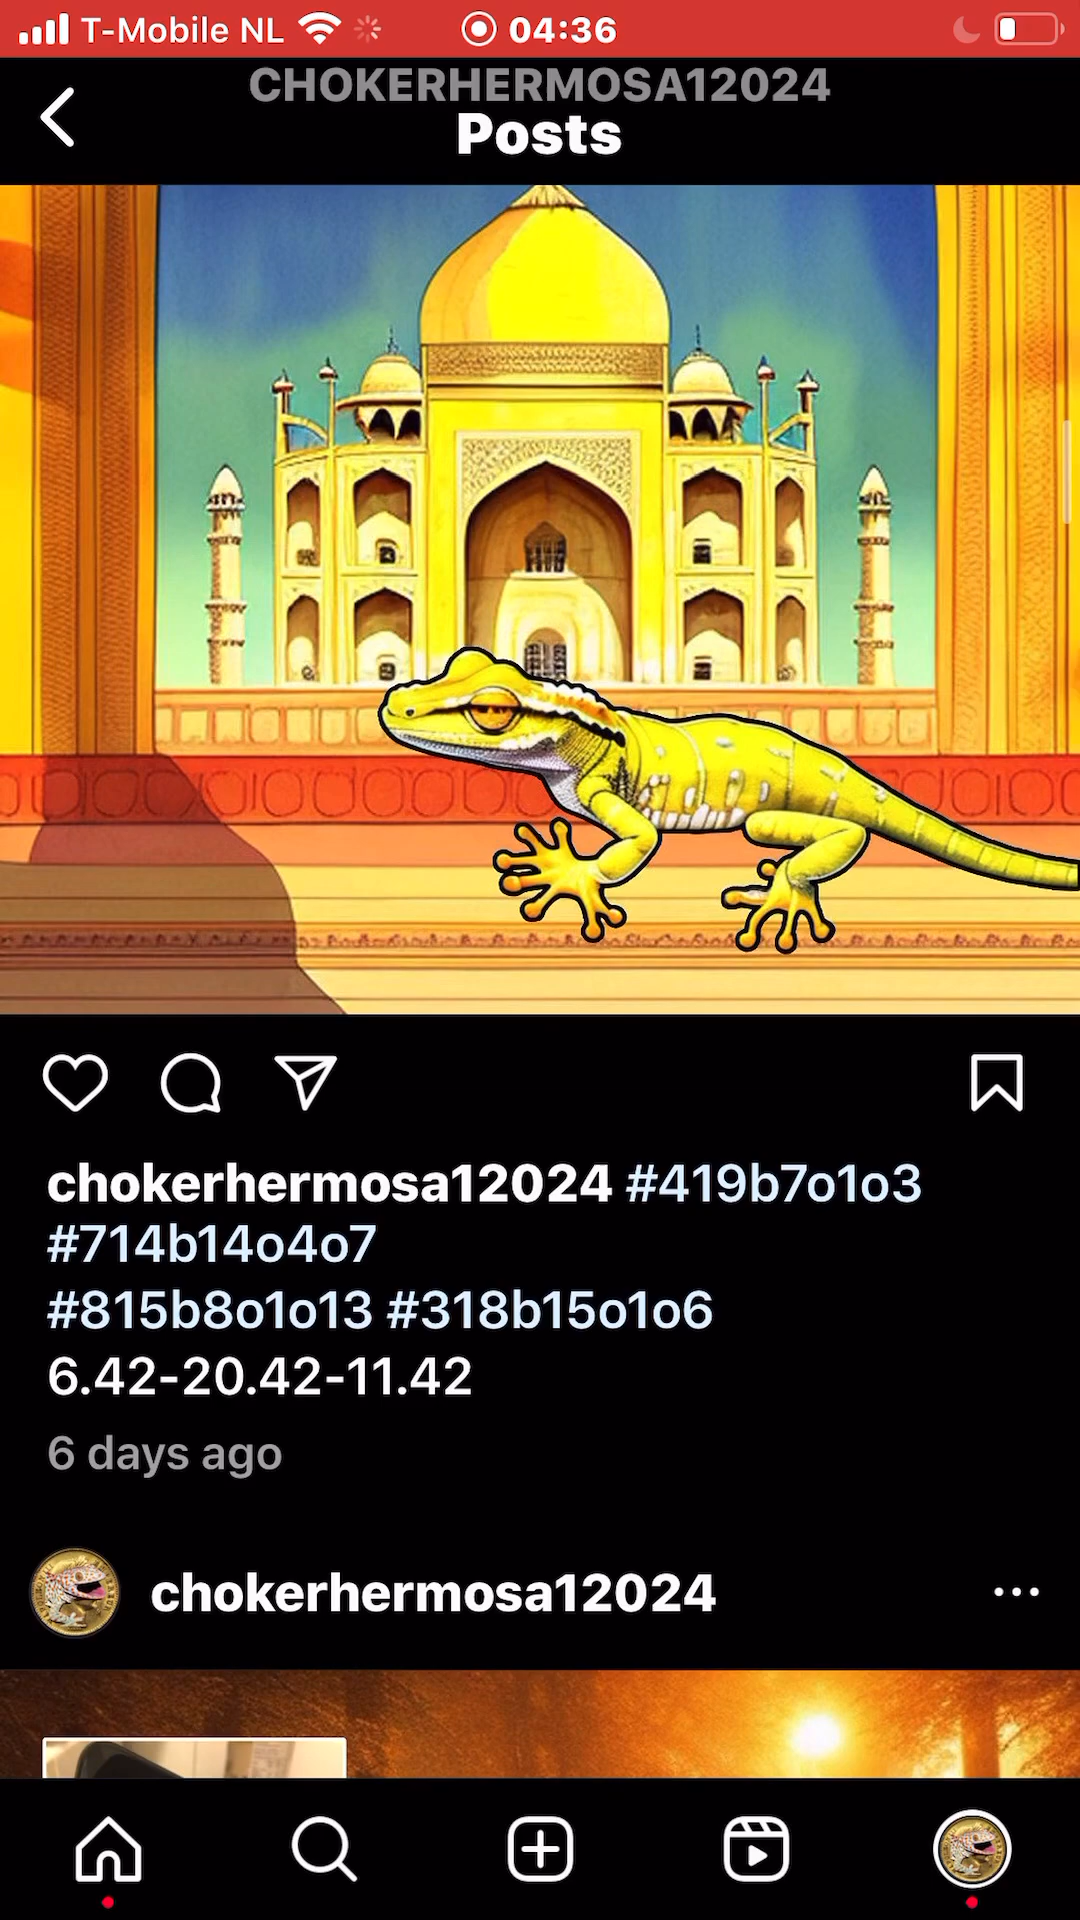 T-Mobile NL 04:36
CHOKERHERMOSA12024
Posts
chokerhermosa12024 #419b7o1o3
#714b14o4o7
#815b8o1o13 #318b15o1o6
6.42-20.42-11.42
6 days ago
chokerhermosa12024